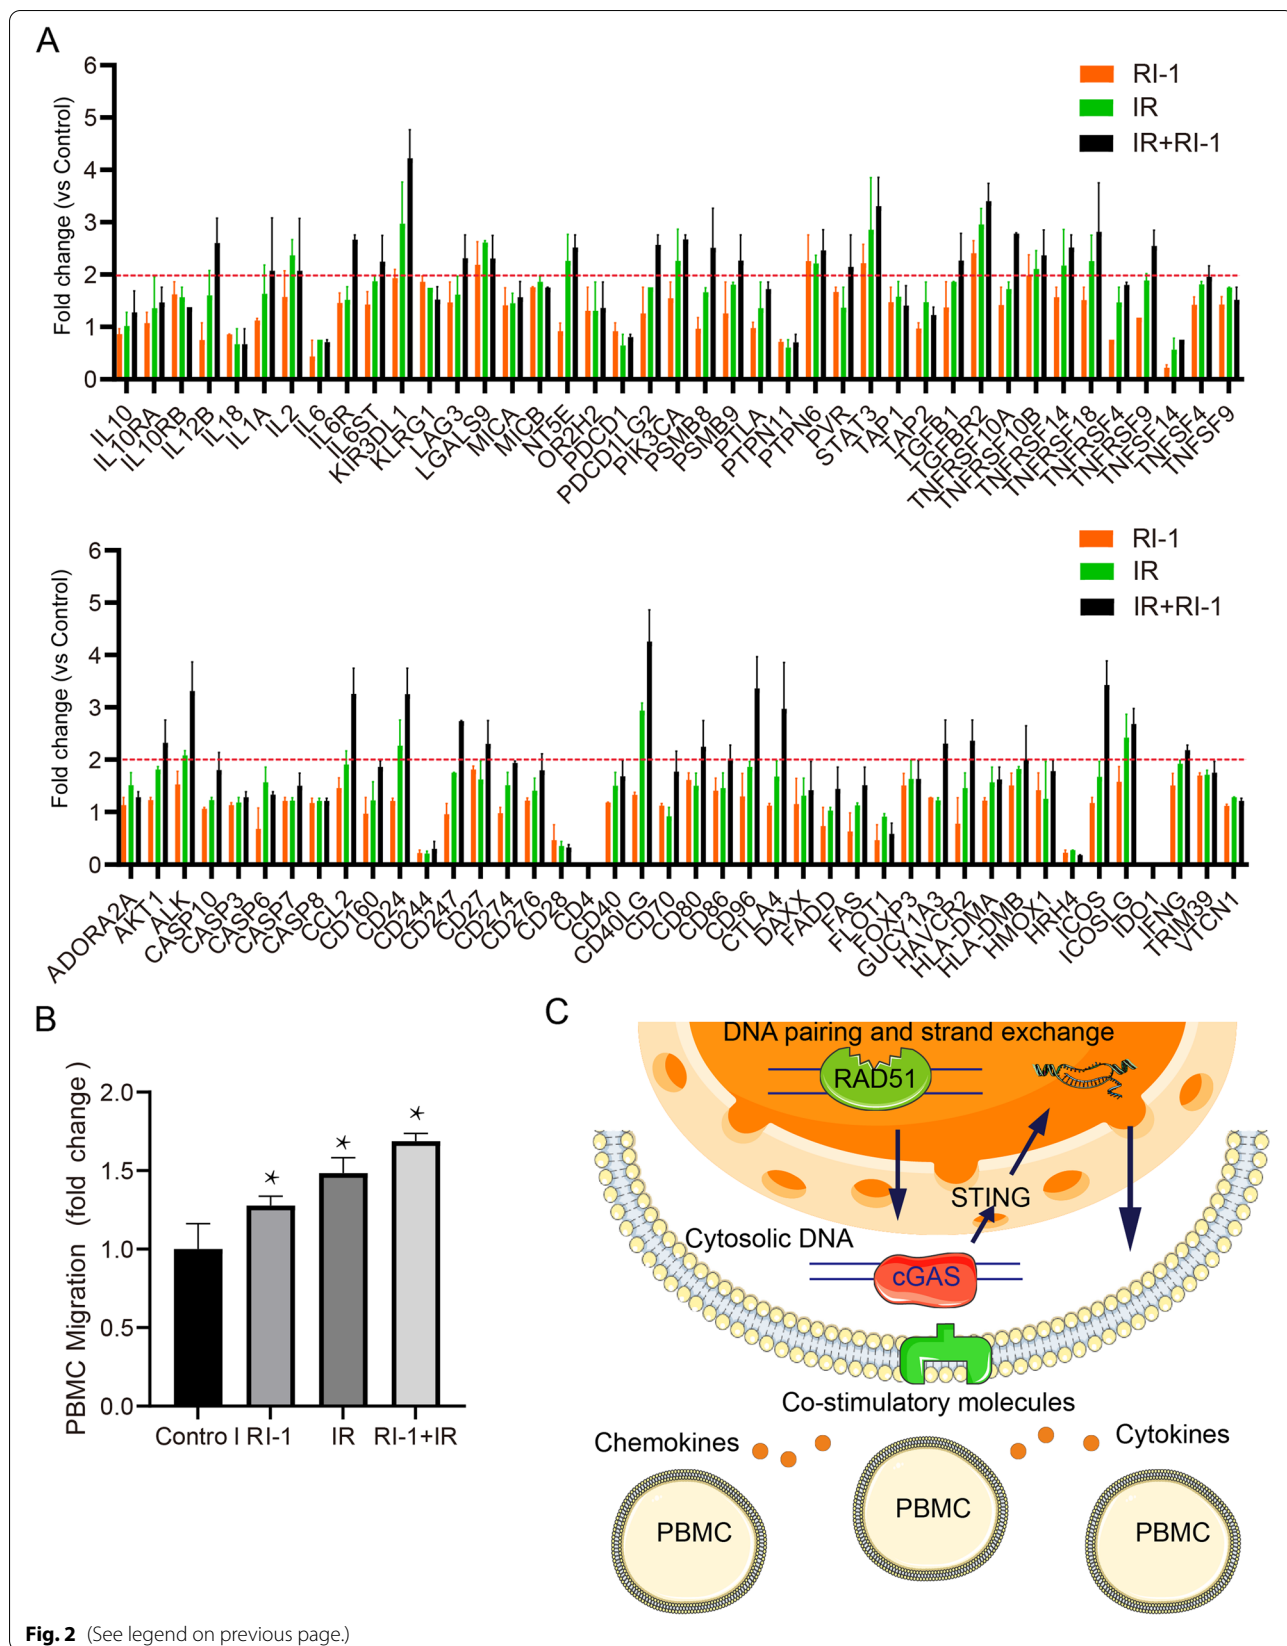 A
Fold change (vs Control)
6
5
4
3
2
1
0
RI-1
IR
IR+RI-1
IL10
IL10RA
IL10RB
IL12B
IL18
IL1A
IL2
IL6
IL6R
IL6ST
KIR3DL1
KLRG1
LAG3
LGALS9
MICA
MICB
NT5E
OR2H2
PDCD1
PDCD1LG2
PIK3CA
PSMB8
PSMB9
PTLA
PTPN11
PTPN6
PVR
STAT3
TAP1
TAP2
TGFB1
TGFBR2
TNFRSF10A
TNFRSF10B
TNFRSF14
TNFRSF18
TNFRSF4
TNFRSF9
TNFSF14
TNFSF4
TNFSF9
Fold change (vs Control)
6
5
4
3
2
1
0
RI-1
IR
IR+RI-1
ADORA2A
AKT1
ALK
CASP10
CASP3
CASP6
CASP7
CASP8
CCL2
CD160
CD24
CD244
CD247
CD27
CD274
CD276
CD28
CD4
CD40
CD40LG
CD70
CD80
CD86
CD96
CTLA4
DAXX
FADD
FAS
FLOT1
FOXP3
GUCY1A3
HAVCR2
HLA-DMA
HLA-DMB
HMOX1
HRH4
ICOS
ICOSLG
IDO1
IFNG
TRIM39
VTCN1
B
PBMC Migration (fold change )
2.0
1.5
1.0
0.5
0.0
* * *
Contro l RI-1 IR RI-1+IR
C
DNA pairing and strand exchange
RAD51
STING
Cytosolic DNA
cGAS
Co-stimulatory molecules
Chemokines
Cytokines
PBMC
PBMC
PBMC
Fig. 2 (See legend on previous page.)